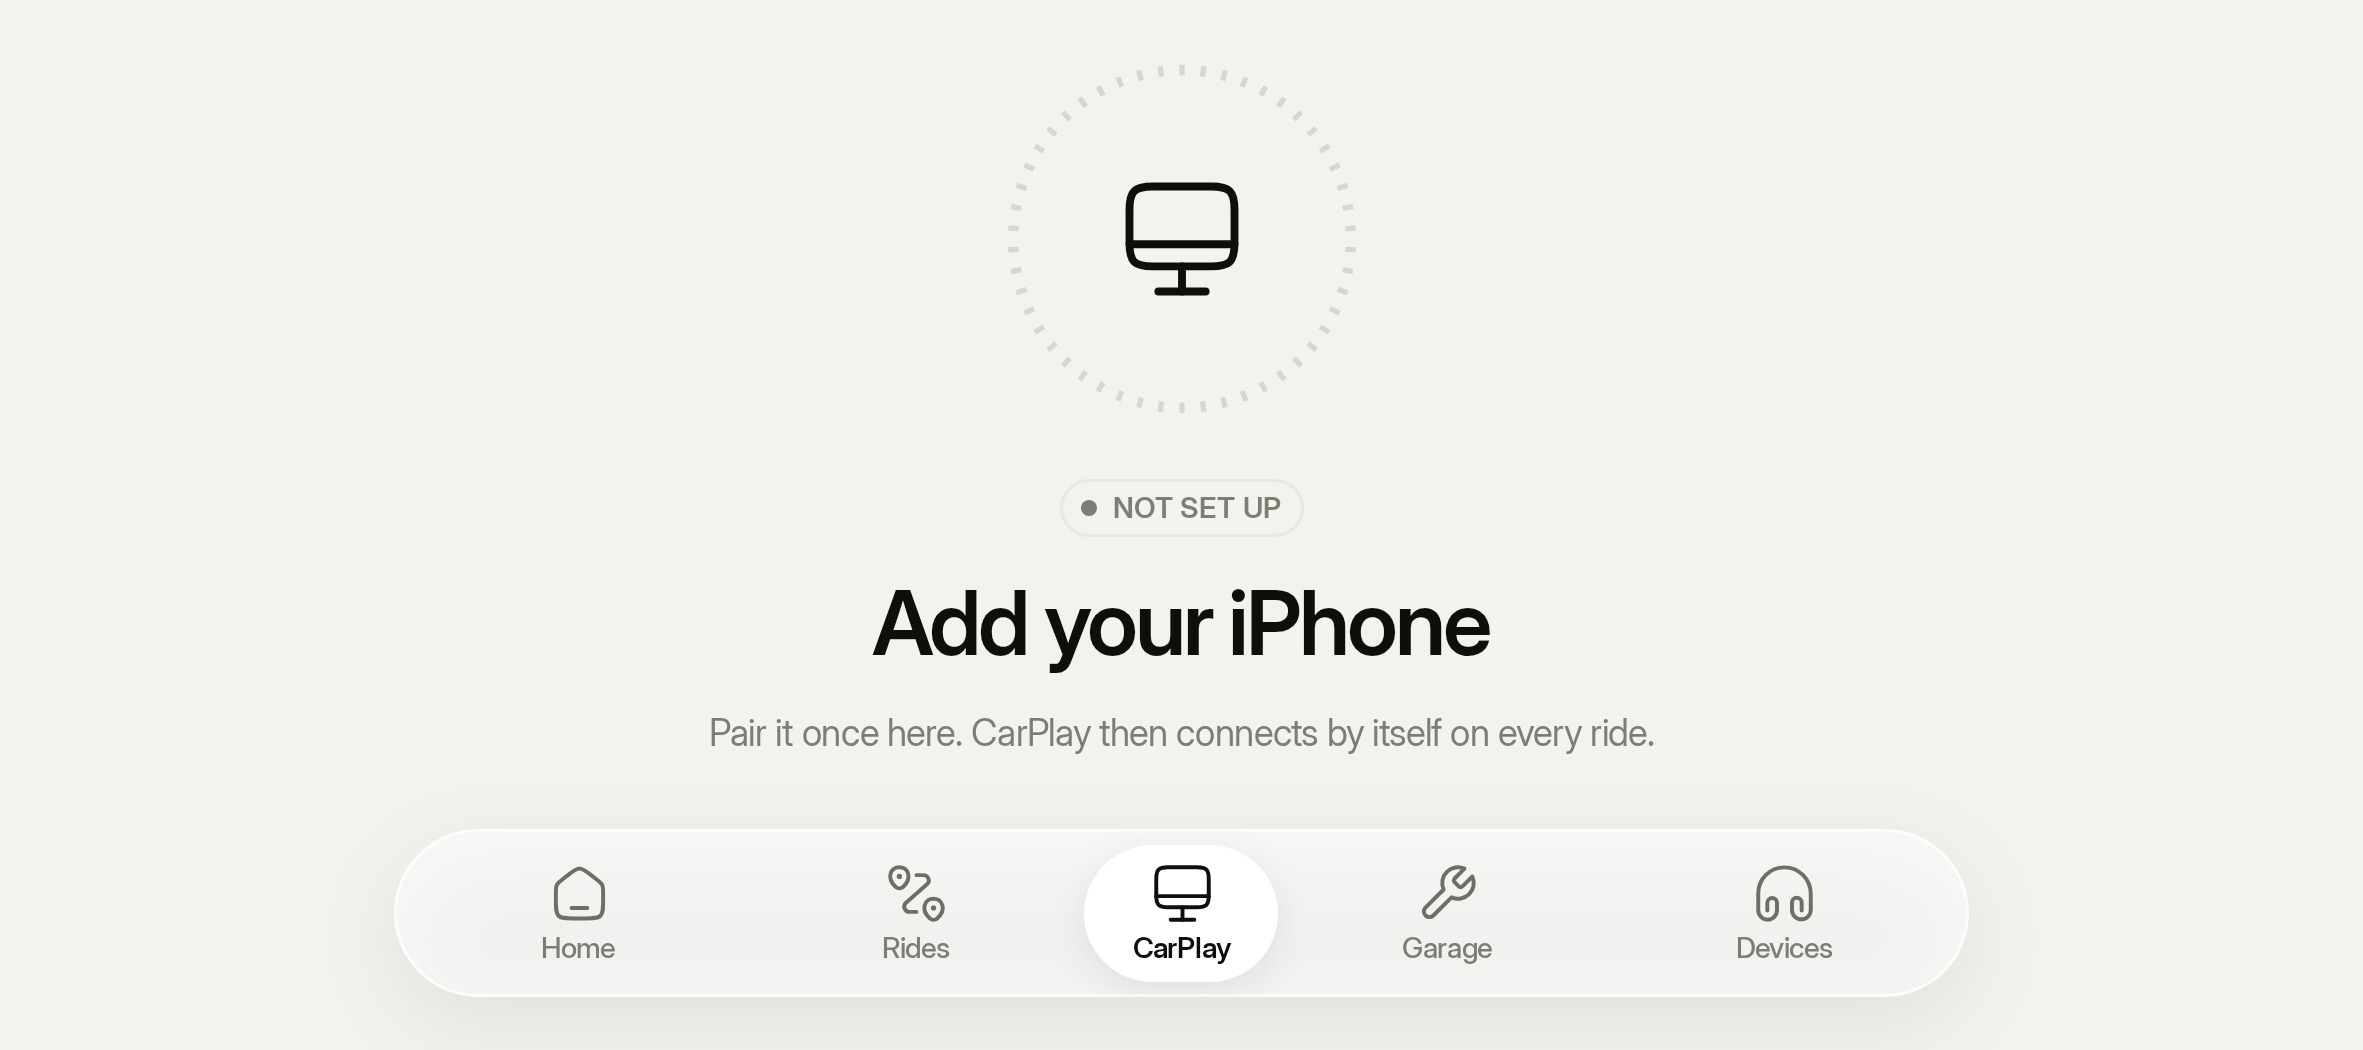 NOT SET UP
Add your iPhone
Pair it once here. CarPlay then connects by itself on every ride.
Home
Rides
CarPlay
Garage
Devices